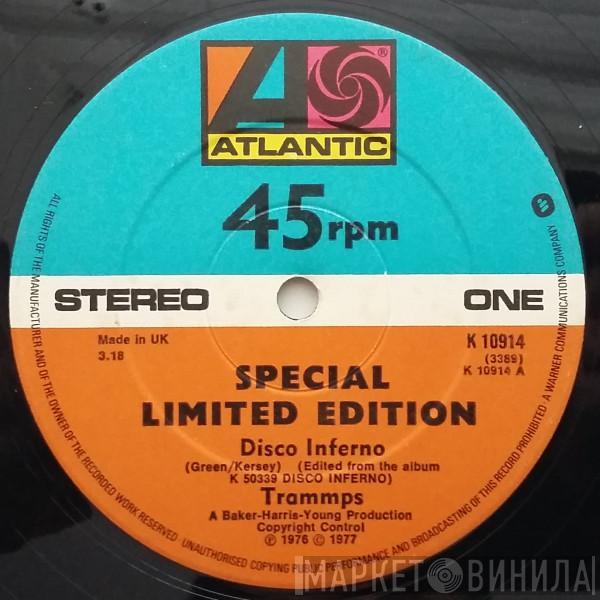 ATLANTIC
®
45 rpm
STEREO
ONE
Made in UK
3.18
K 10914
(3389)
K 10914 A
SPECIAL
LIMITED EDITION
Disco Inferno
(Green/Kersey) (Edited from the album
K 50339 DISCO INFERNO)
Trammps
A Baker-Harris-Young Production
Copyright Control
℗ 1976 © 1977
ALL RIGHTS OF THE MANUFACTURER AND OF THE OWNER OF THE RECORDED WORK RESERVED · UNAUTHORISED COPYING PUBLIC PERFORMANCE AND BROADCASTING OF THIS RECORD PROHIBITED · A WARNER COMMUNICATIONS COMPANY
МАРКЕТ ВИНИЛА